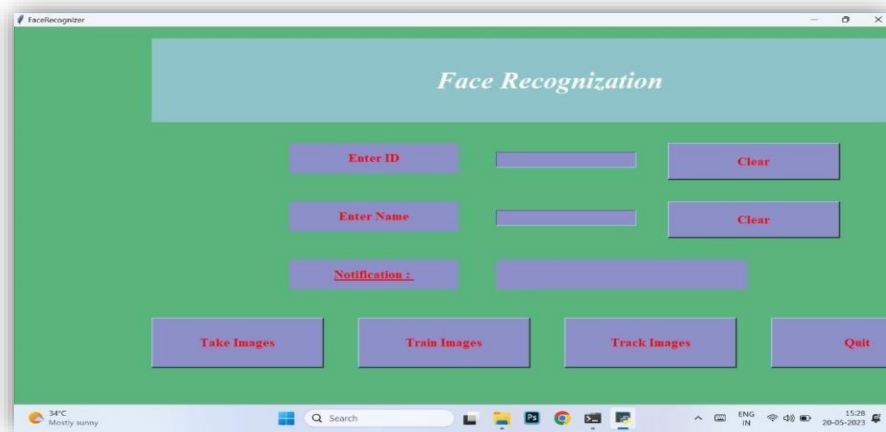 FaceRecognizer
Face Recognization
Enter ID
Clear
Enter Name
Clear
Notification :
Take Images
Train Images
Track Images
Quit
34°C
Mostly sunny
Search
Ps
ENG
IN
15:28
20-05-2023